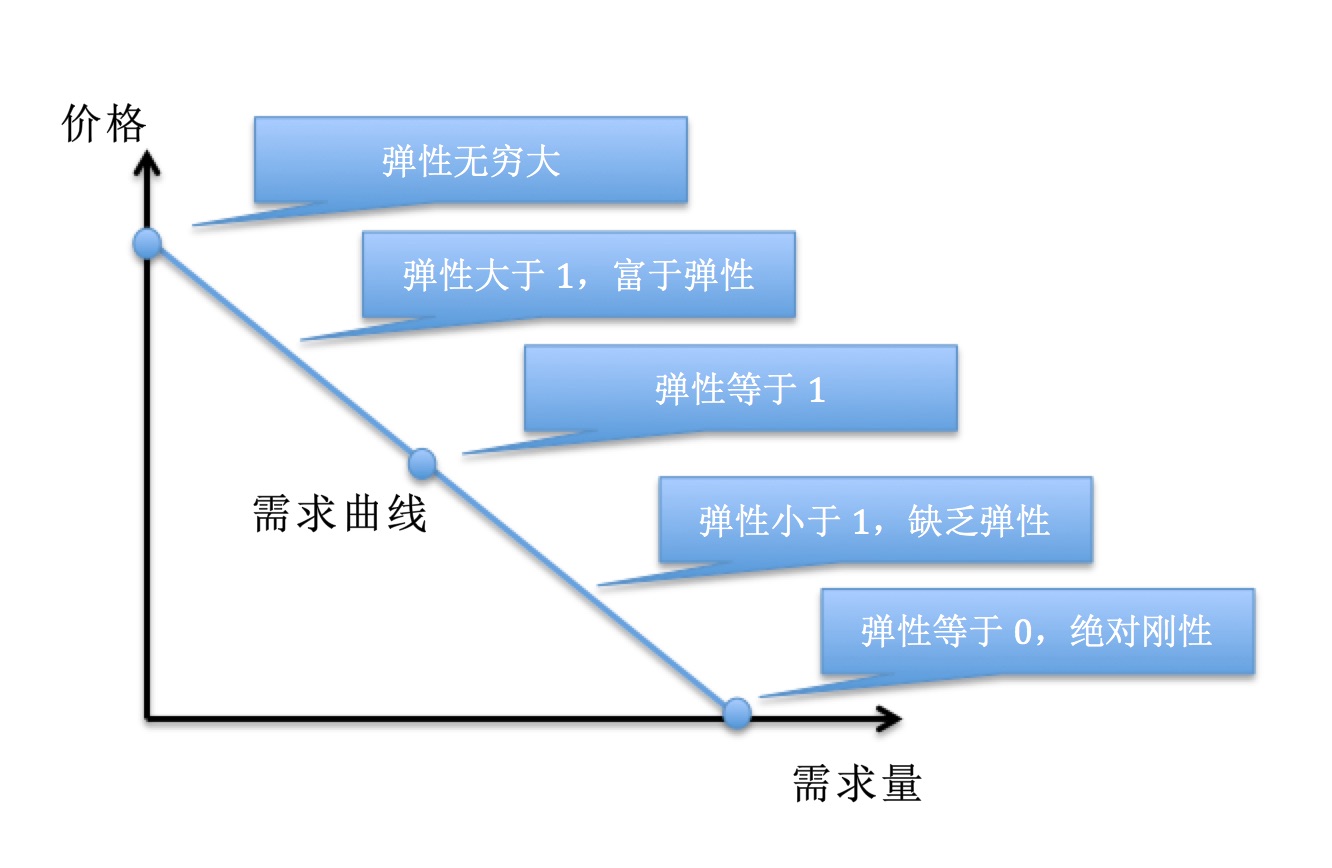 价格
弹性无穷大
弹性大于 1，富于弹性
弹性等于 1
需求曲线
弹性小于 1，缺乏弹性
弹性等于 0，绝对刚性
需求量